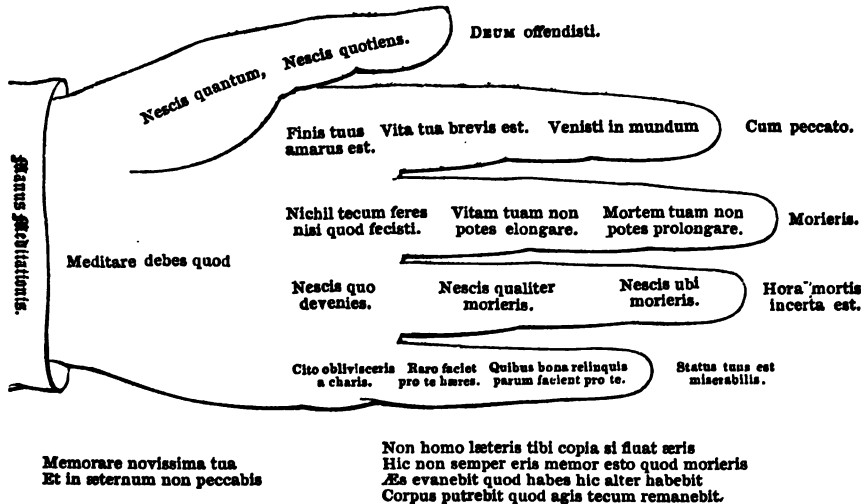 Manus Meditationis.
Meditare debes quod
Nescis quantum, Nescis quotiens.
DEUM offendisti.
Finis tuus
amarus est.
Vita tua brevis est.
Venisti in mundum
Cum peccato.
Nichil tecum feres
nisi quod fecisti.
Vitam tuam non
potes elongare.
Mortem tuam non
potes prolongare.
Morieris.
Nescis quo
devenies.
Nescis qualiter
morieris.
Nescis ubi
morieris.
Hora mortis
incerta est.
Cito oblivisceris
a charis.
Raro faciet
pro te hæres.
Quibus bona relinquis
parum facient pro te.
Status tuus est
miserabilis.
Memorare novissima tua
Et in æternum non peccabis
Non homo læteris tibi copia si fluat æris
Hic non semper eris memor esto quod morieris
Æs evanebit quod habes hic alter habebit
Corpus putrebit quod agis tecum remanebit.